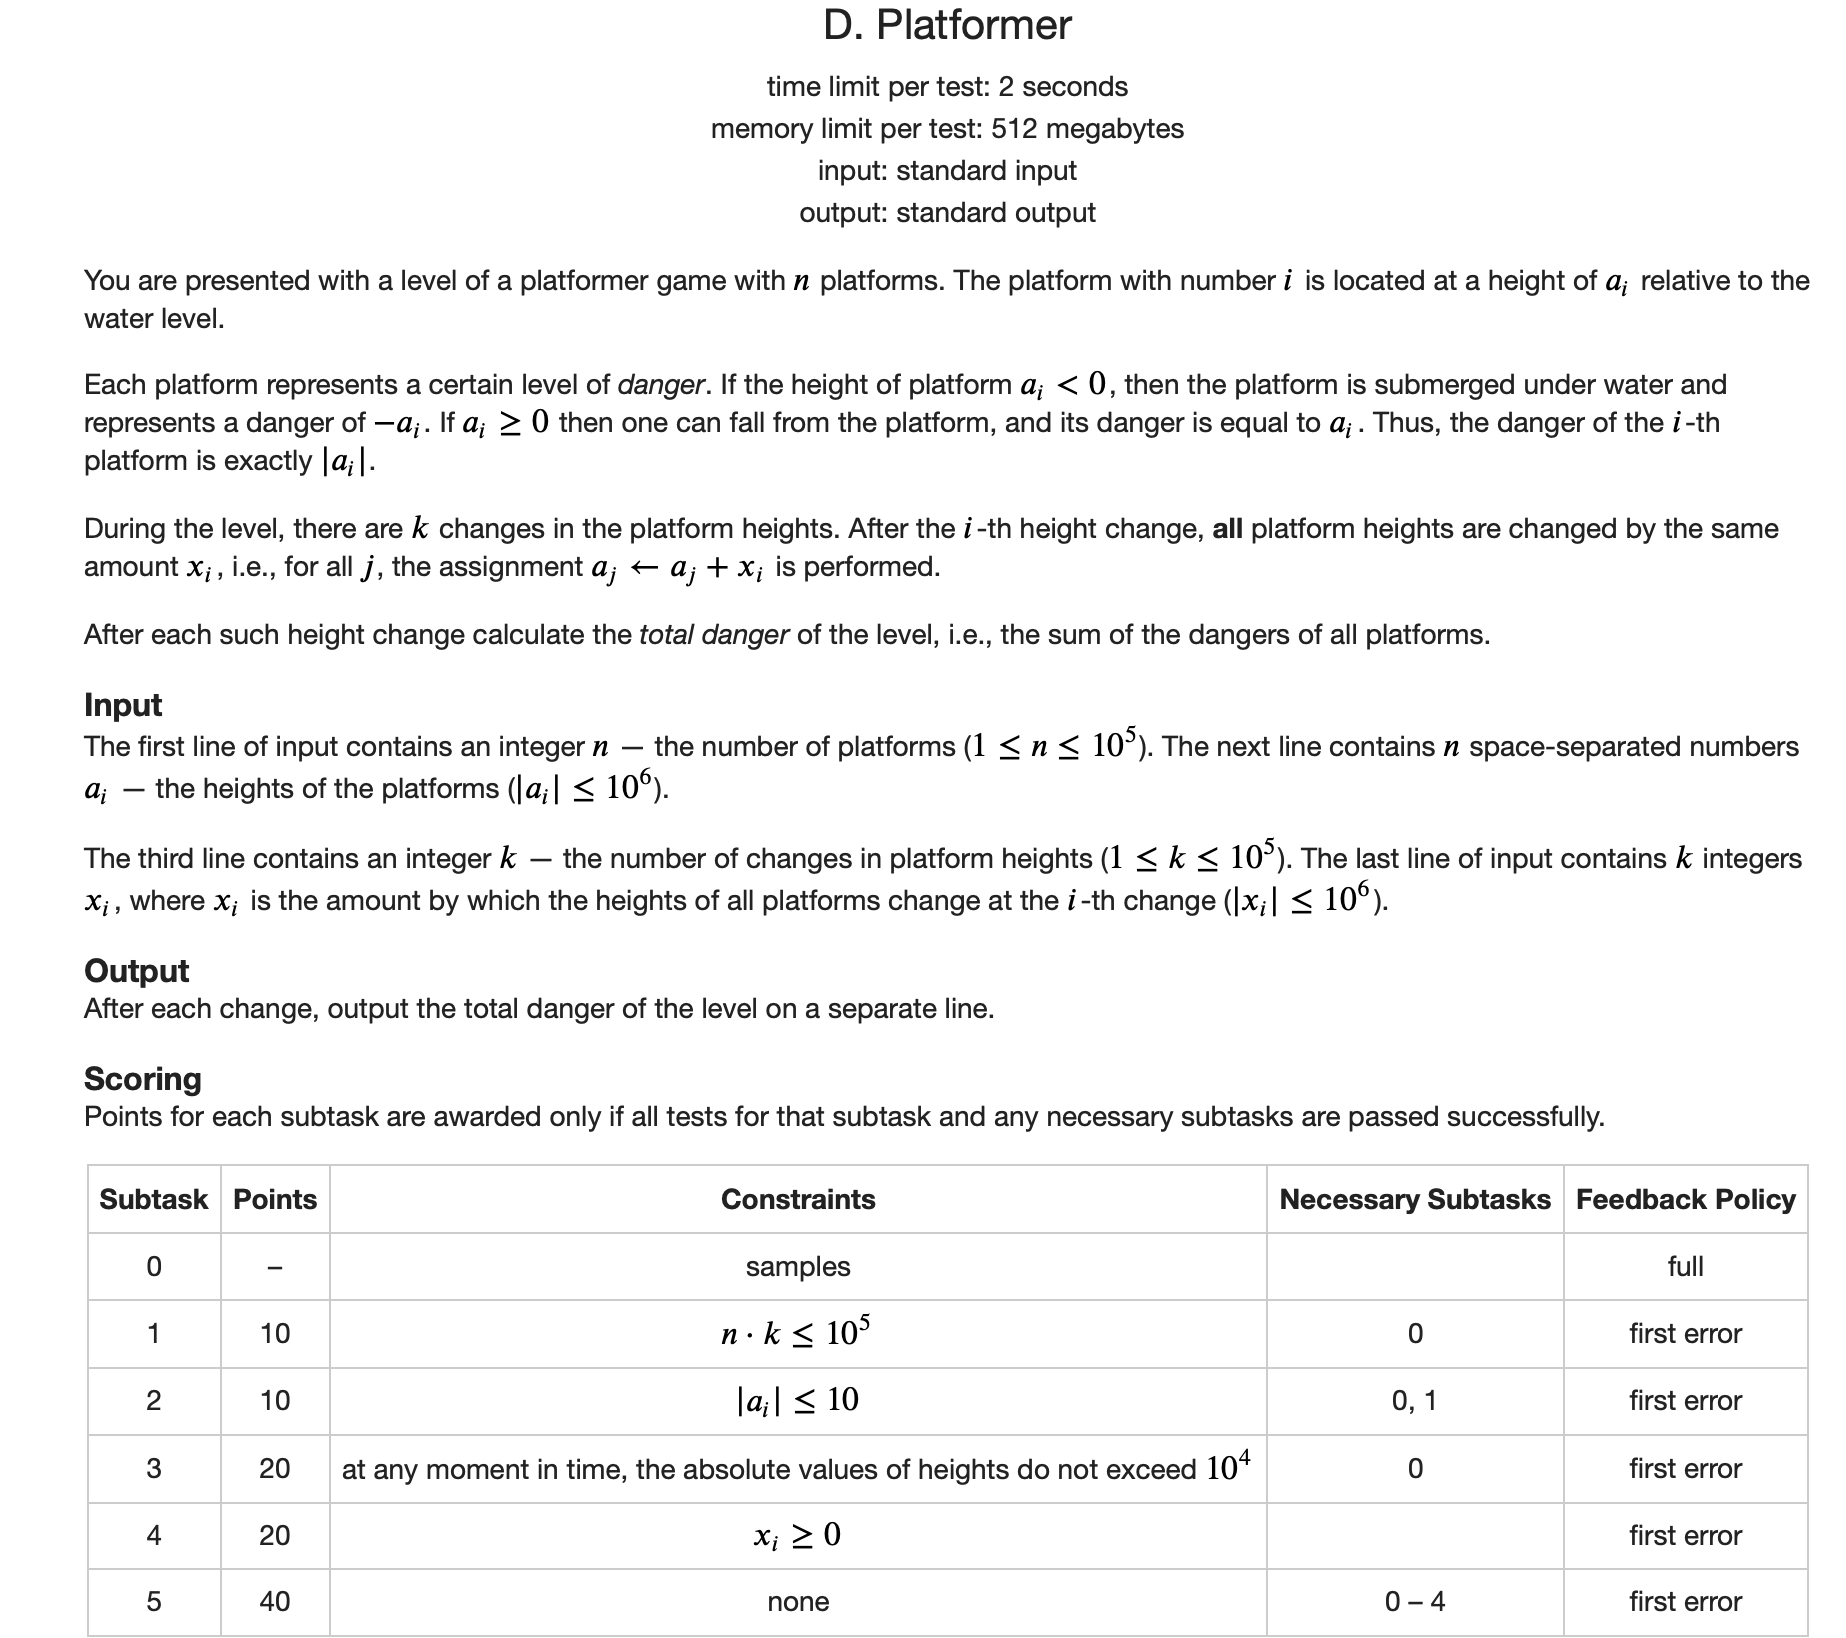 D. Platformer
time limit per test: 2 seconds
memory limit per test: 512 megabytes
input: standard input
output: standard output
You are presented with a level of a platformer game with n platforms. The platform with number i is located at a height of a_i relative to the
water level.
Each platform represents a certain level of danger. If the height of platform a_i < 0, then the platform is submerged under water and
represents a danger of −a_i. If a_i ≥ 0 then one can fall from the platform, and its danger is equal to a_i. Thus, the danger of the i-th
platform is exactly |a_i|.
During the level, there are k changes in the platform heights. After the i-th height change, all platform heights are changed by the same
amount x_i, i.e., for all j, the assignment a_j ← a_j + x_i is performed.
After each such height change calculate the total danger of the level, i.e., the sum of the dangers of all platforms.
Input
The first line of input contains an integer n — the number of platforms (1 ≤ n ≤ 10^5). The next line contains n space-separated numbers
a_i — the heights of the platforms (|a_i| ≤ 10^6).
The third line contains an integer k — the number of changes in platform heights (1 ≤ k ≤ 10^5). The last line of input contains k integers
x_i, where x_i is the amount by which the heights of all platforms change at the i-th change (|x_i| ≤ 10^6).
Output
After each change, output the total danger of the level on a separate line.
Scoring
Points for each subtask are awarded only if all tests for that subtask and any necessary subtasks are passed successfully.
Subtask Points Constraints Necessary Subtasks Feedback Policy
0 – samples full
1 10 n · k ≤ 10^5 0 first error
2 10 |a_i| ≤ 10 0, 1 first error
3 20 at any moment in time, the absolute values of heights do not exceed 10^4 0 first error
4 20 x_i ≥ 0 first error
5 40 none 0 – 4 first error